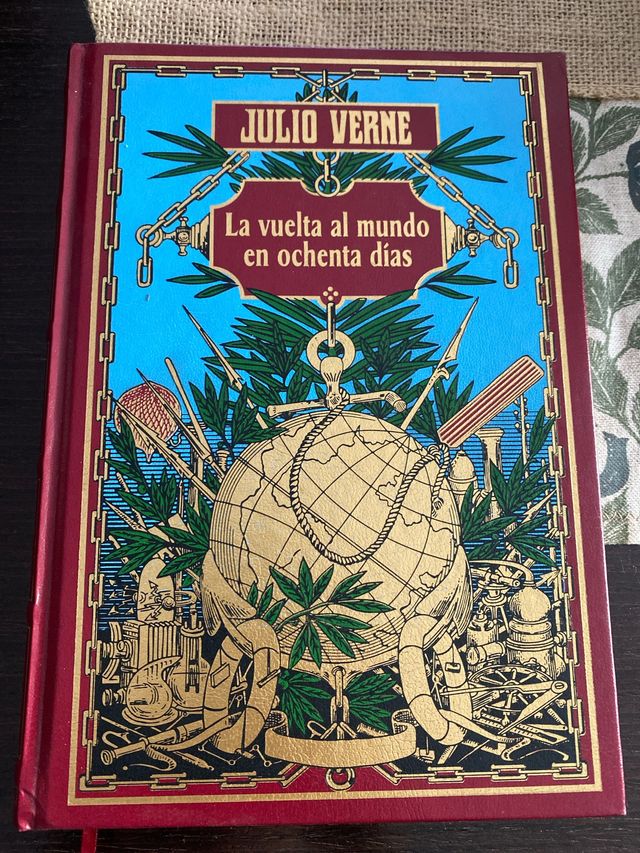 JULIO VERNE
La vuelta al mundo
en ochenta días